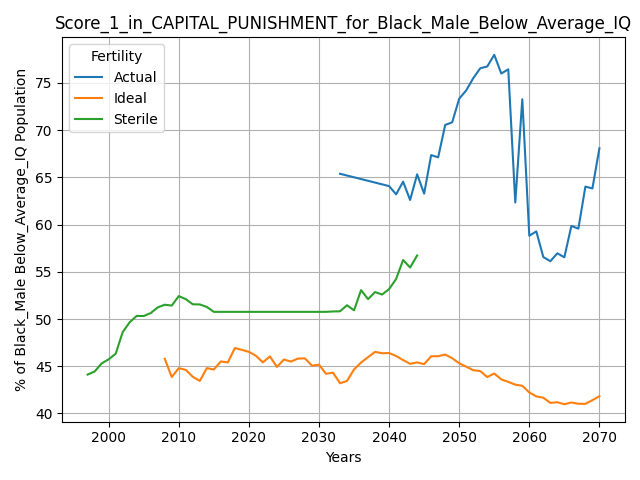 Score_1_in_CAPITAL_PUNISHMENT_for_Black_Male_Below_Average_IQ
Fertility
Actual
Ideal
Sterile
% of Black_Male Below_Average_IQ Population
75
70
65
60
55
50
45
40
2000
2010
2020
2030
2040
2050
2060
2070
Years